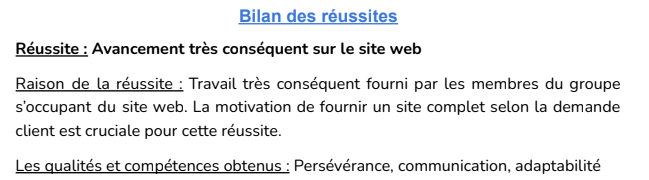 Bilan des réussites
Réussite : Avancement très conséquent sur le site web
Raison de la réussite : Travail très conséquent fourni par les membres du groupe
s'occupant du site web. La motivation de fournir un site complet selon la demande
client est cruciale pour cette réussite.
Les qualités et compétences obtenus : Persévérance, communication, adaptabilité